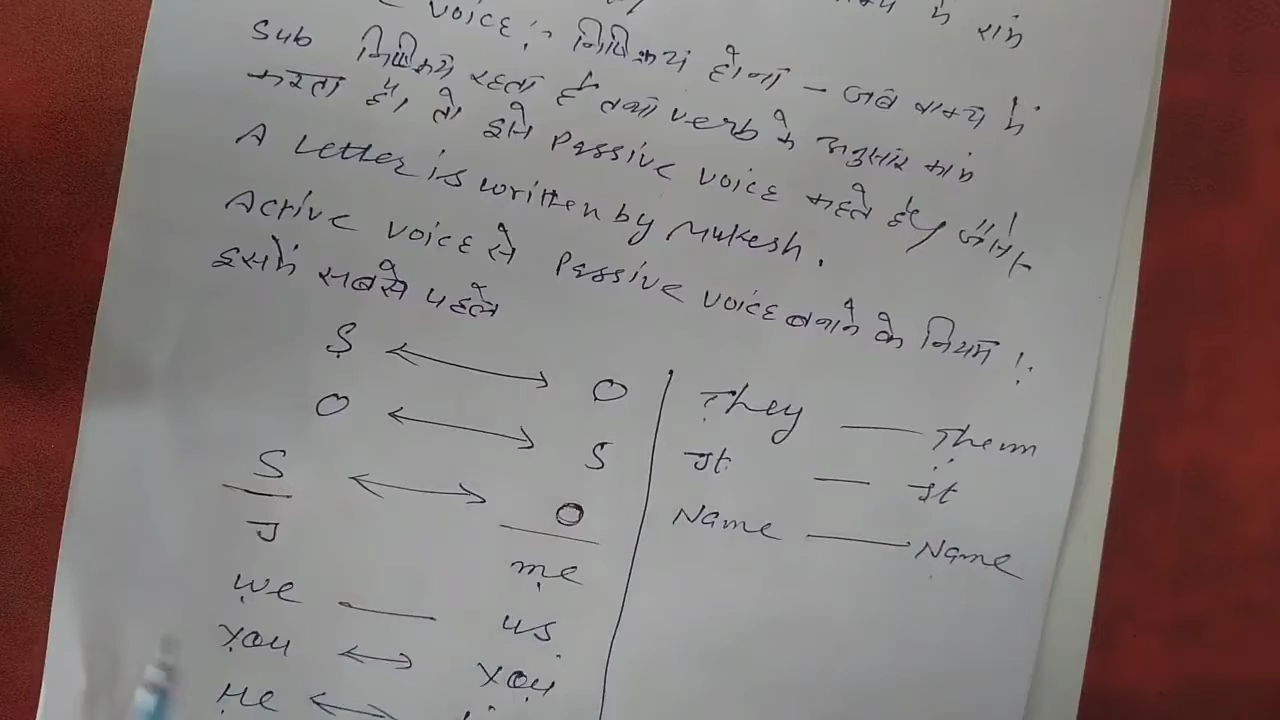 में
voice :- निष्क्रिय होना - जब वाक्य में
Sub निष्क्रिय रहता है तथा verb के अनुसार
करता है, तो इसे Passive voice कहते हैं, जैसे
A Letter is written by Mukesh.
Active voice से Passive voice बनाने के नियम :
इसमें सबसे पहले
S ↔ O
O ↔ S
S ↔ O
I me
we — us
You ↔ You
He ↔
They — Them
It — It
Name — Name